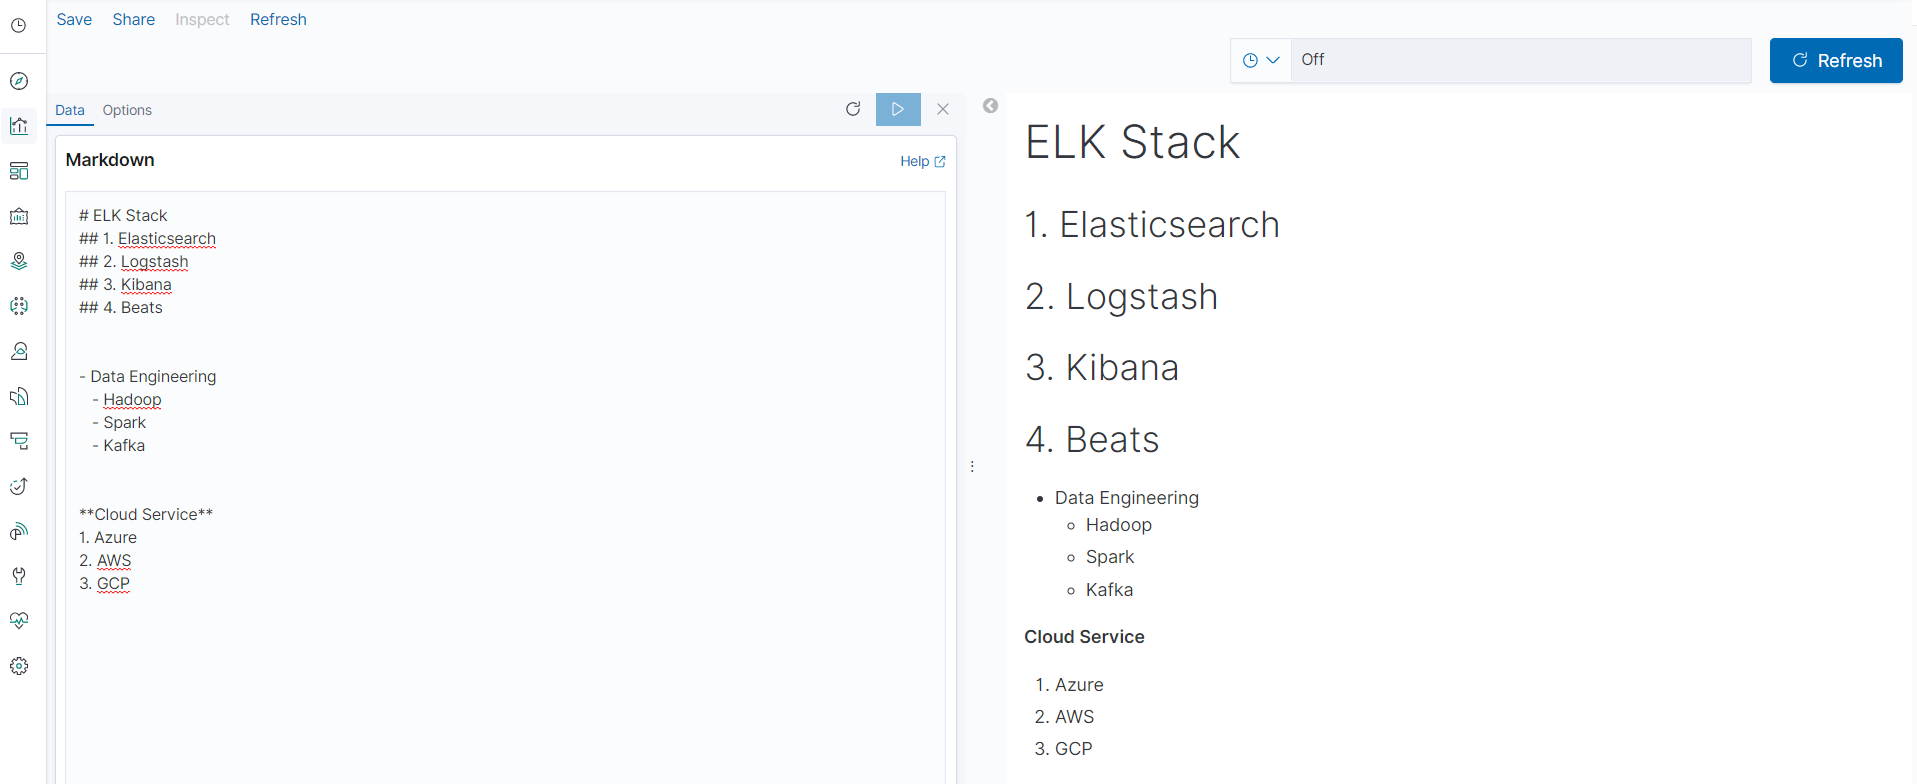 Save Share Inspect Refresh
Off
Refresh
Data Options
Markdown
Help
# ELK Stack
## 1. Elasticsearch
## 2. Logstash
## 3. Kibana
## 4. Beats
- Data Engineering
- Hadoop
- Spark
- Kafka
**Cloud Service**
1. Azure
2. AWS
3. GCP
ELK Stack
1. Elasticsearch
2. Logstash
3. Kibana
4. Beats
Data Engineering
Hadoop
Spark
Kafka
Cloud Service
1. Azure
2. AWS
3. GCP